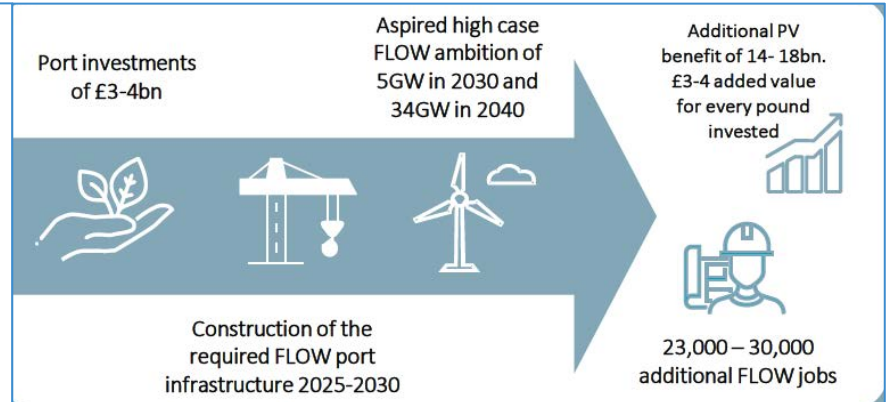 Port investments
of £3-4bn
Construction of the
required FLOW port
infrastructure 2025-2030
Aspired high case
FLOW ambition of
5GW in 2030 and
34GW in 2040
Additional PV
benefit of 14- 18bn.
£3-4 added value
for every pound
invested
23,000 – 30,000
additional FLOW jobs